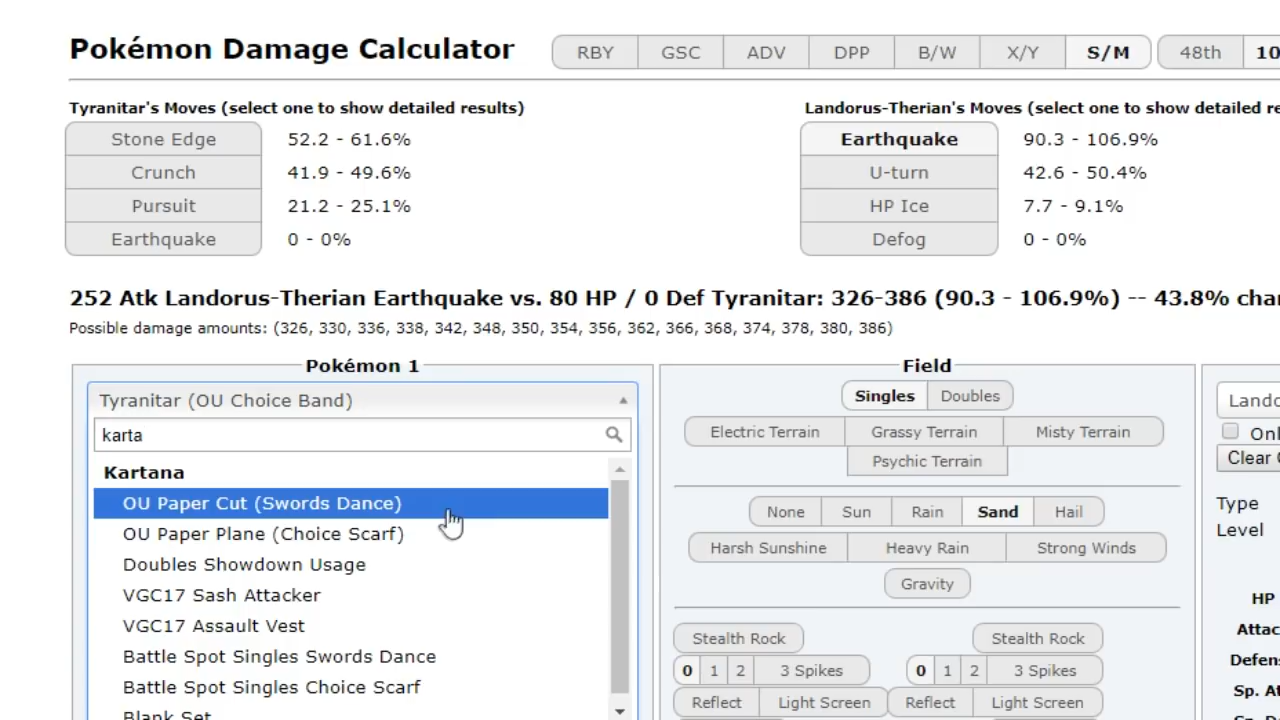 Pokémon Damage Calculator RBY GSC ADV DPP B/W X/Y S/M 48th
Tyranitar's Moves (select one to show detailed results)
Stone Edge 52.2 - 61.6%
Crunch 41.9 - 49.6%
Pursuit 21.2 - 25.1%
Earthquake 0 - 0%
Landorus-Therian's Moves (select one to show detailed
Earthquake 90.3 - 106.9%
U-turn 42.6 - 50.4%
HP Ice 7.7 - 9.1%
Defog 0 - 0%
252 Atk Landorus-Therian Earthquake vs. 80 HP / 0 Def Tyranitar: 326-386 (90.3 - 106.9%) -- 43.8%
Possible damage amounts: (326, 330, 336, 338, 342, 348, 350, 354, 356, 362, 366, 368, 374, 378, 380, 386)
Pokémon 1
Tyranitar (OU Choice Band)
karta
Kartana
OU Paper Cut (Swords Dance)
OU Paper Plane (Choice Scarf)
Doubles Showdown Usage
VGC17 Sash Attacker
VGC17 Assault Vest
Battle Spot Singles Swords Dance
Battle Spot Singles Choice Scarf
Blank Set
Field
Singles Doubles
Electric Terrain Grassy Terrain Misty Terrain
Psychic Terrain
None Sun Rain Sand Hail
Harsh Sunshine Heavy Rain Strong Winds
Gravity
Stealth Rock Stealth Rock
0 1 2 3 Spikes 0 1 2 3 Spikes
Reflect Light Screen Reflect Light Screen
Clear
Type
Level
HP
Sp.